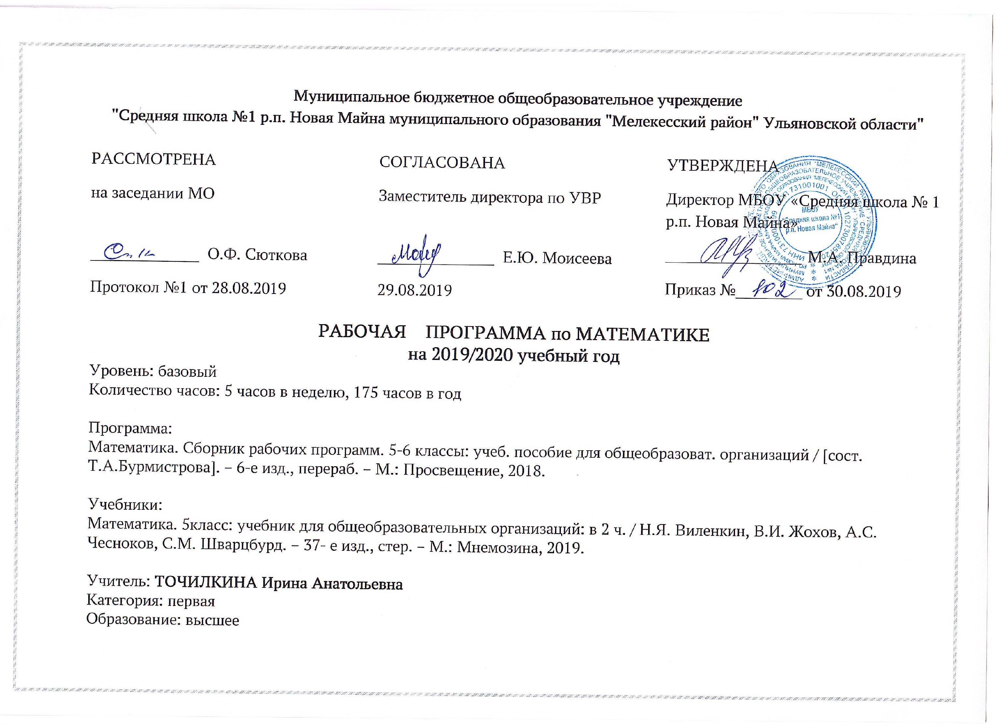 Муниципальное бюджетное общеобразовательное учреждение
"Средняя школа №1 р.п. Новая Майна муниципального образования "Мелекесский район" Ульяновской области"
РАССМОТРЕНА
на заседании МО
О.Ф. Сюткова
Протокол №1 от 28.08.2019
СОГЛАСОВАНА
Заместитель директора по УВР
Е.Ю. Моисеева
29.08.2019
УТВЕРЖДЕНА
Директор МБОУ «Средняя школа № 1
р.п. Новая Майна»
М.А. Правдина
Приказ № 102 от 30.08.2019
МБОУ
"Средняя школа №1
р.п. Новая Майна"
РАБОЧАЯ ПРОГРАММА по МАТЕМАТИКЕ
на 2019/2020 учебный год
Уровень: базовый
Количество часов: 5 часов в неделю, 175 часов в год
Программа:
Математика. Сборник рабочих программ. 5-6 классы: учеб. пособие для общеобразоват. организаций / [сост.
Т.А.Бурмистрова]. – 6-е изд., перераб. – М.: Просвещение, 2018.
Учебники:
Математика. 5класс: учебник для общеобразовательных организаций: в 2 ч. / Н.Я. Виленкин, В.И. Жохов, А.С.
Чесноков, С.М. Шварцбурд. – 37- е изд., стер. – М.: Мнемозина, 2019.
Учитель: ТОЧИЛКИНА Ирина Анатольевна
Категория: первая
Образование: высшее